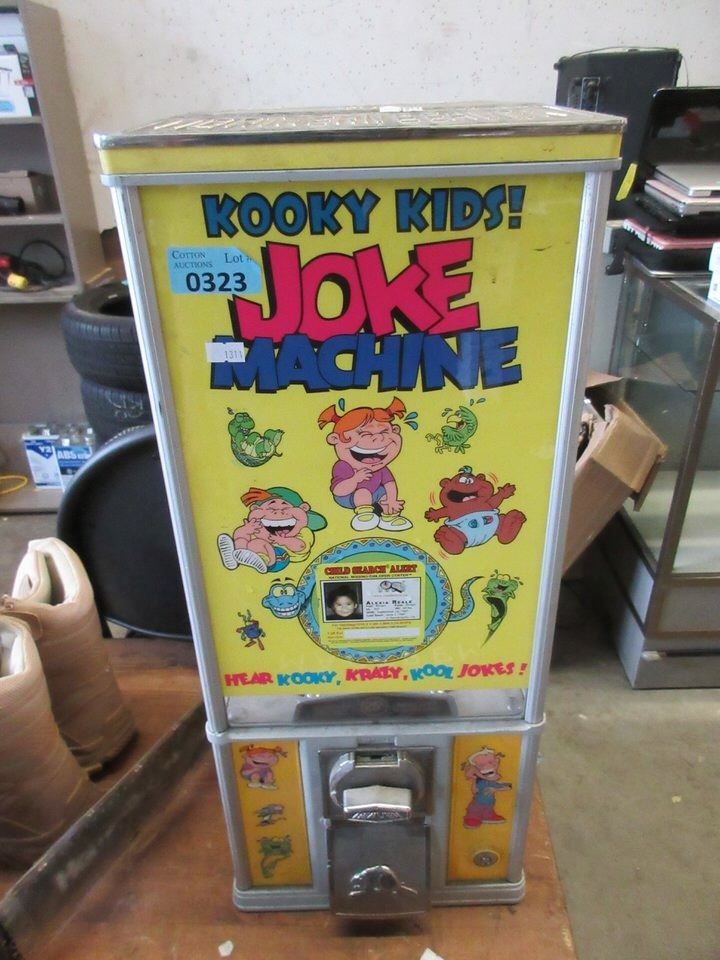 KOOKY KIDS!
COTTON AUCTIONS Lot
0323
JOKE
1311
MACHINE
CHILD SEARCH ALERT
HEAR KOOKY, KRAZY, KOOL JOKES!